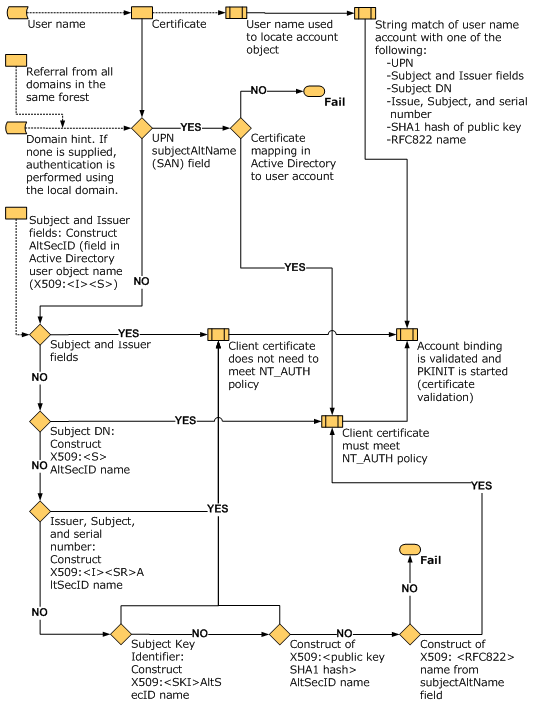 User name
Certificate
User name used
to locate account
object
String match of user name
account with one of the
following:
-UPN
-Subject and Issuer fields
-Subject DN
-Issue, Subject, and serial
number
-SHA1 hash of public key
-RFC822 name
Referral from all
domains in the
same forest
Domain hint. If
none is supplied,
authentication is
performed using
the local domain.
UPN
subjectAltName
(SAN) field
YES
NO
Fail
Certificate
mapping in
Active Directory
to user account
YES
Subject and Issuer
fields: Construct
AltSecID (field in
Active Directory
user object name
(X509:<I><S>)
NO
Subject and Issuer
fields
YES
Client certificate
does not need to
meet NT_AUTH
policy
Account binding
is validated and
PKINIT is started
(certificate
validation)
NO
Subject DN:
Construct
X509:<S>
AltSecID name
YES
Client certificate
must meet
NT_AUTH policy
NO
YES
Issuer, Subject,
and serial
number:
Construct
X509:<I><SR>A
ltSecID name
YES
NO
Subject Key
Identifier:
Construct
X509:<SKI>AltS
ecID name
NO
Construct of
X509:<public key
SHA1 hash>
AltSecID name
NO
Fail
NO
Construct of
X509: <RFC822>
name from
subjectAltName
field